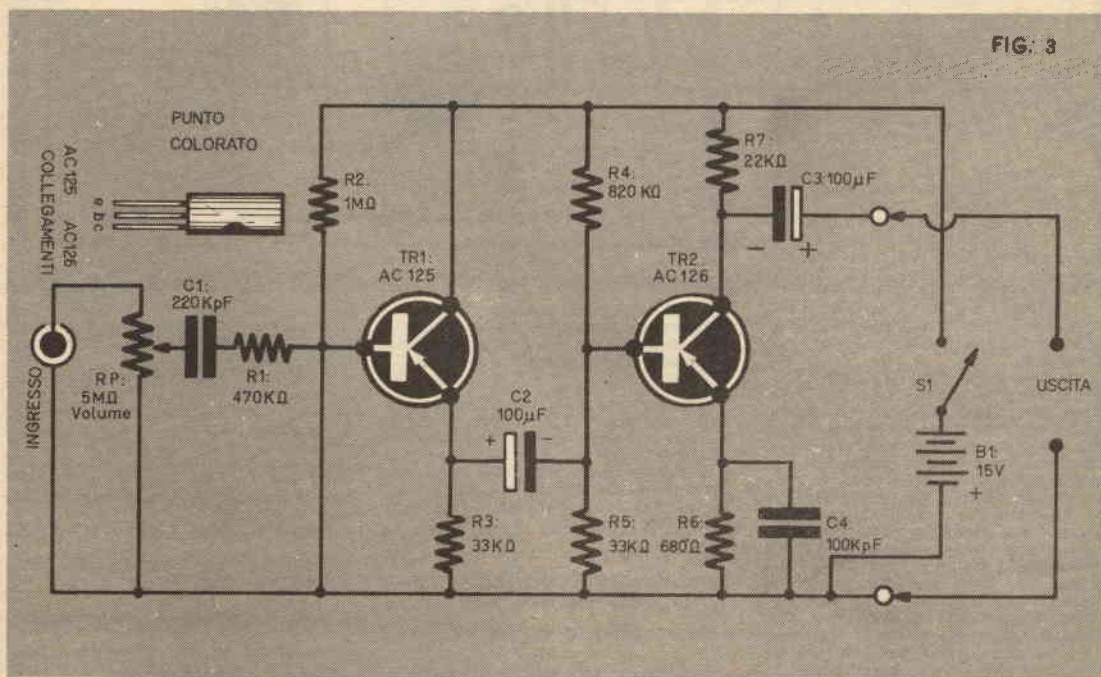 FIG. 3
PUNTO
COLORATO
AC125 AC126
COLLEGAMENTI
e b c
INGRESSO
RP:
5MΩ
Volume
C1:
220KpF
R1:
470KΩ
R2:
1MΩ
TR1:
AC 125
R3:
33KΩ
C2
100µF
+ -
R4:
820 KΩ
R5:
33KΩ
TR2:
AC 126
R7:
22KΩ
C3:100µF
- +
R6:
680Ω
C4
100KpF
S1
B1:
15V
+
USCITA